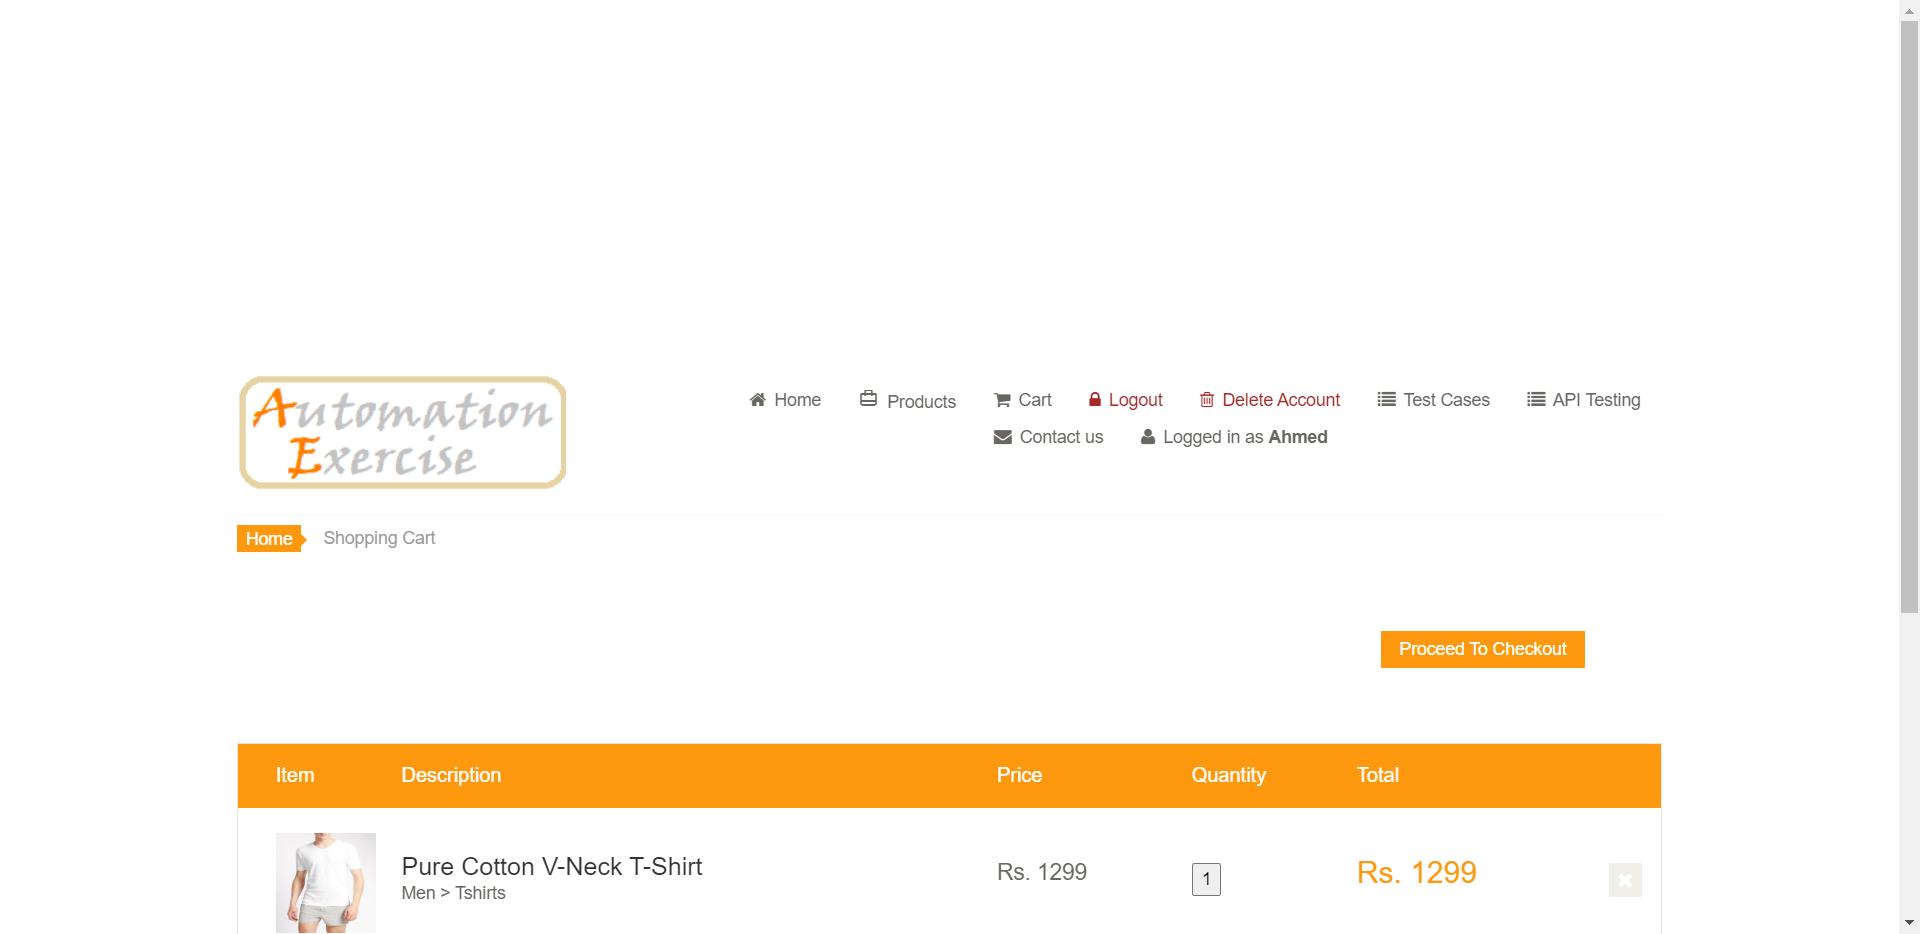 Automation
Exercise
Home Products Cart Logout Delete Account Test Cases API Testing
Contact us Logged in as Ahmed
Home Shopping Cart
Proceed To Checkout
Item Description Price Quantity Total
Pure Cotton V-Neck T-Shirt Rs. 1299 1 Rs. 1299
Men > Tshirts